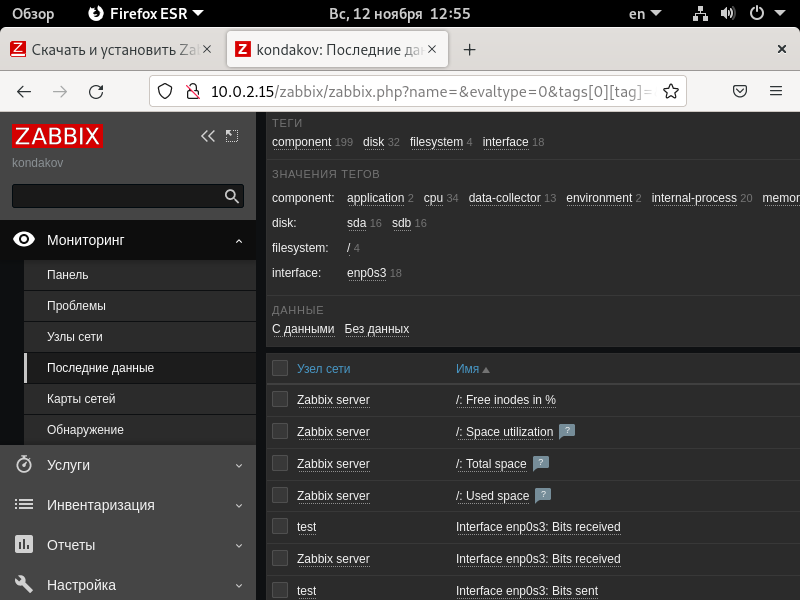 Обзор Firefox ESR Вс, 12 ноября 12:55 en
Скачать и установить Za kondakov: Последние да
10.0.2.15/zabbix/zabbix.php?name=&evaltype=0&tags[0][tag]=
ZABBIX
kondakov
Мониторинг
Панель
Проблемы
Узлы сети
Последние данные
Карты сетей
Обнаружение
Услуги
Инвентаризация
Отчеты
Настройка
ТЕГИ
component 199 disk 32 filesystem 4 interface 18
ЗНАЧЕНИЯ ТЕГОВ
component: application 2 cpu 34 data-collector 13 environment 2 internal-process 20 memor
disk: sda 16 sdb 16
filesystem: / 4
interface: enp0s3 18
ДАННЫЕ
С данными Без данных
Узел сети Имя
Zabbix server /: Free inodes in %
Zabbix server /: Space utilization ?
Zabbix server /: Total space ?
Zabbix server /: Used space ?
test Interface enp0s3: Bits received
Zabbix server Interface enp0s3: Bits received
test Interface enp0s3: Bits sent